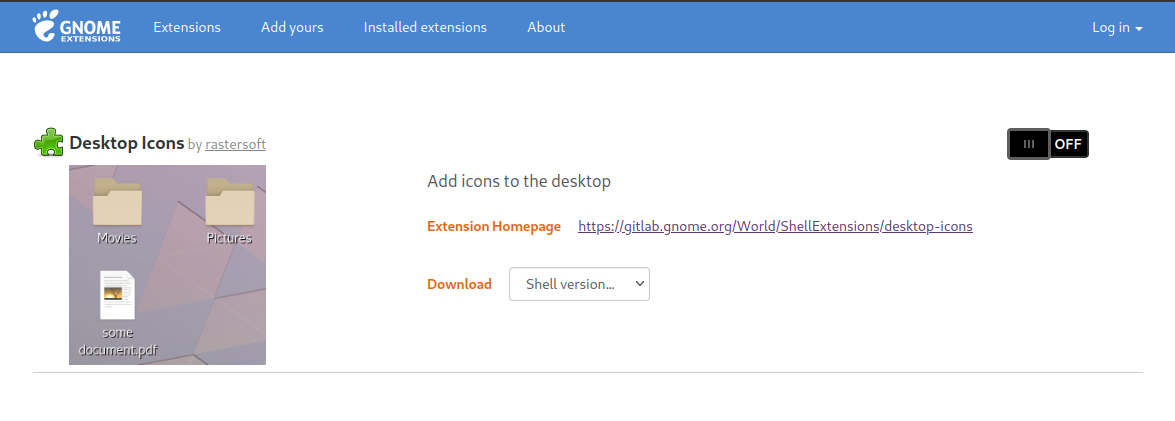 GNOME
EXTENSIONS
Extensions
Add yours
Installed extensions
About
Log in
Desktop Icons by rastersoft
OFF
Movies
Pictures
some
document.pdf
Add icons to the desktop
Extension Homepage https://gitlab.gnome.org/World/ShellExtensions/desktop-icons
Download Shell version...